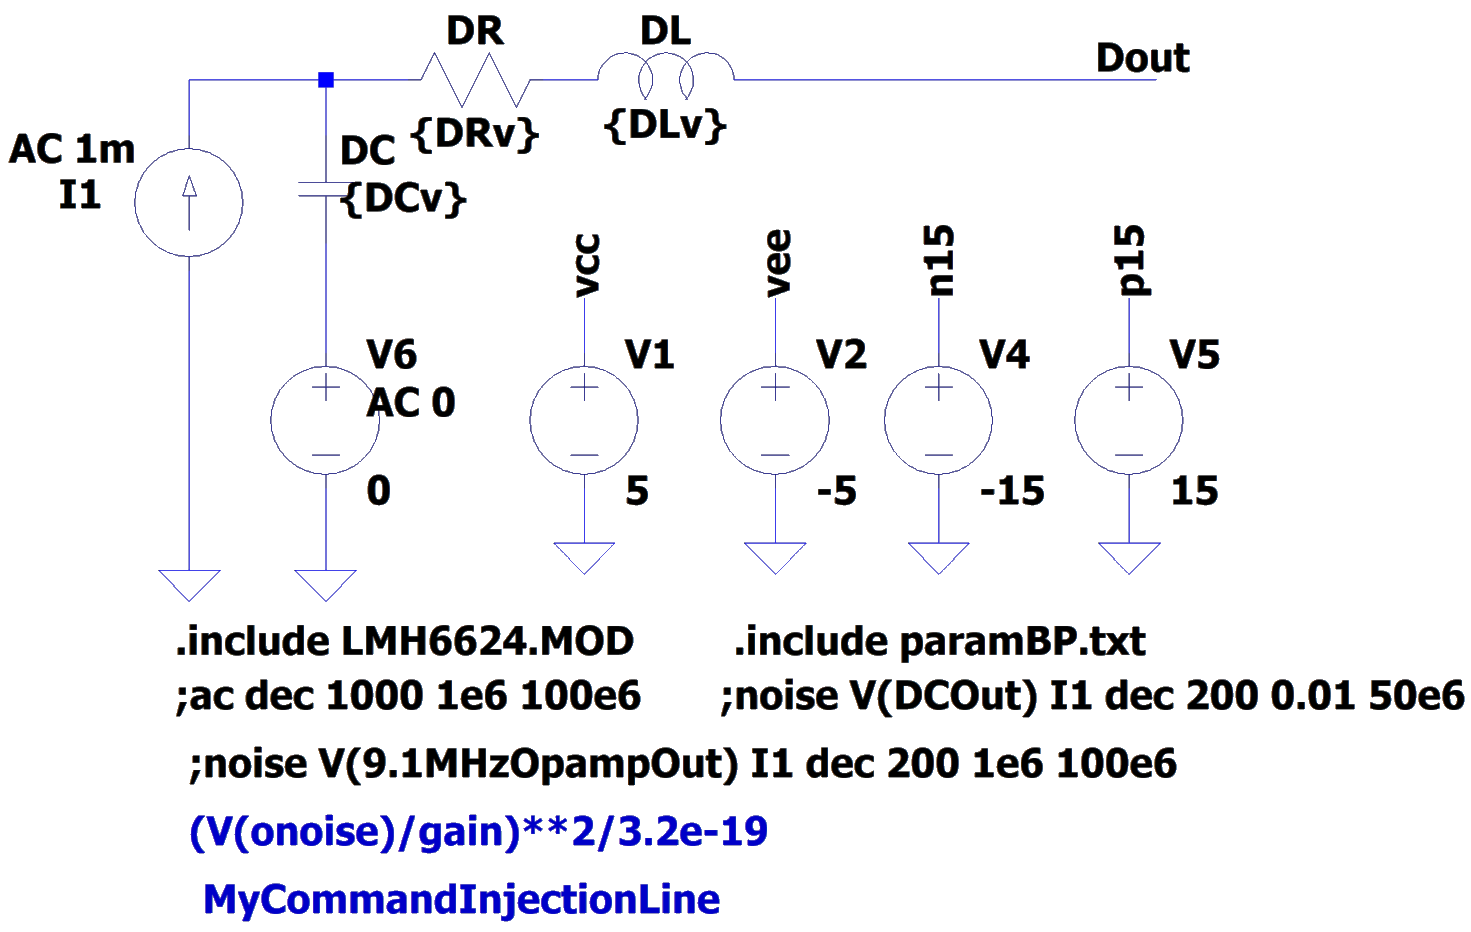 DR
DL
Dout
AC 1m
I1
{DRv}
{DLv}
DC
{DCv}
vcc
vee
n15
p15
V6
AC 0
0
V1
5
V2
-5
V4
-15
V5
15
.include LMH6624.MOD
.include paramBP.txt
;ac dec 1000 1e6 100e6
;noise V(DCOut) I1 dec 200 0.01 50e6
;noise V(9.1MHzOpampOut) I1 dec 200 1e6 100e6
(V(onoise)/gain)**2/3.2e-19
MyCommandInjectionLine